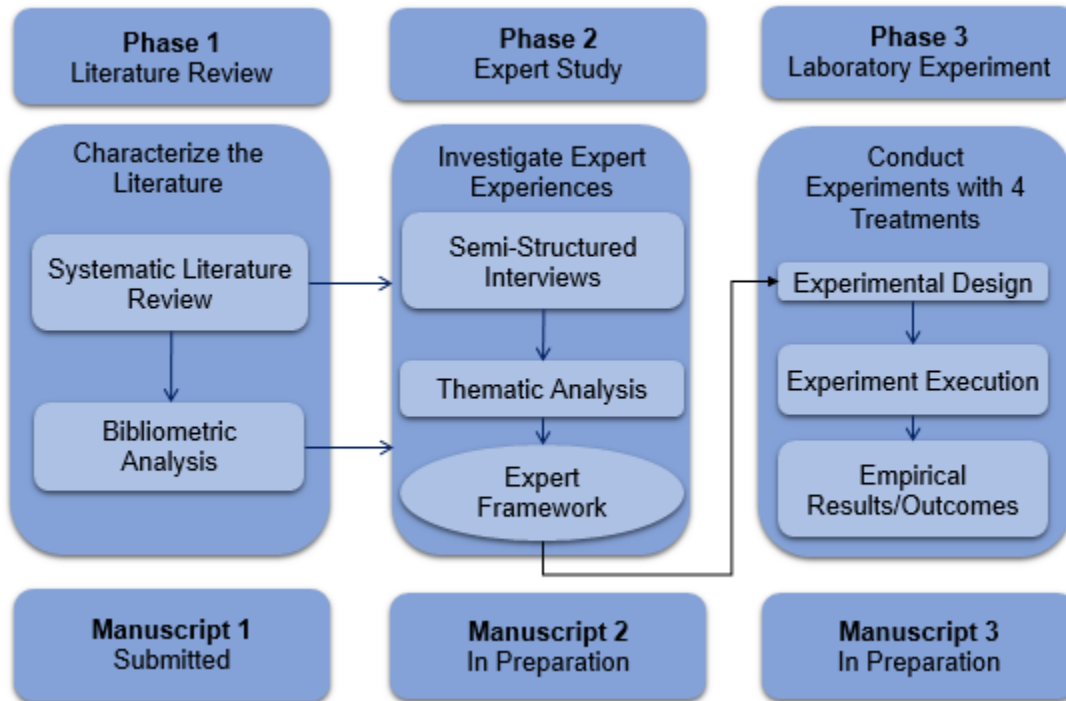 Phase 1
Literature Review
Phase 2
Expert Study
Phase 3
Laboratory Experiment
Characterize the
Literature
Systematic Literature
Review
Bibliometric
Analysis
Investigate Expert
Experiences
Semi-Structured
Interviews
Thematic Analysis
Expert
Framework
Conduct
Experiments with 4
Treatments
Experimental Design
Experiment Execution
Empirical
Results/Outcomes
Manuscript 1
Submitted
Manuscript 2
In Preparation
Manuscript 3
In Preparation